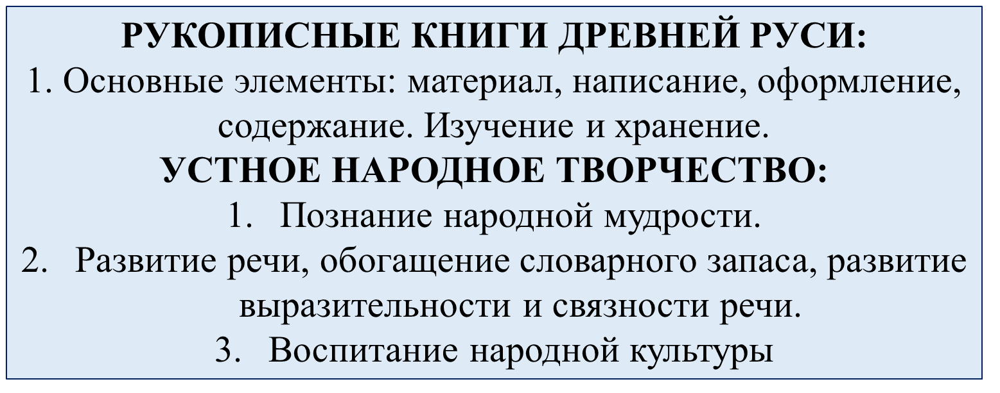 РУКОПИСНЫЕ КНИГИ ДРЕВНЕЙ РУСИ:
1. Основные элементы: материал, написание, оформление,
содержание. Изучение и хранение.
УСТНОЕ НАРОДНОЕ ТВОРЧЕСТВО:
1. Познание народной мудрости.
2. Развитие речи, обогащение словарного запаса, развитие
выразительности и связности речи.
3. Воспитание народной культуры